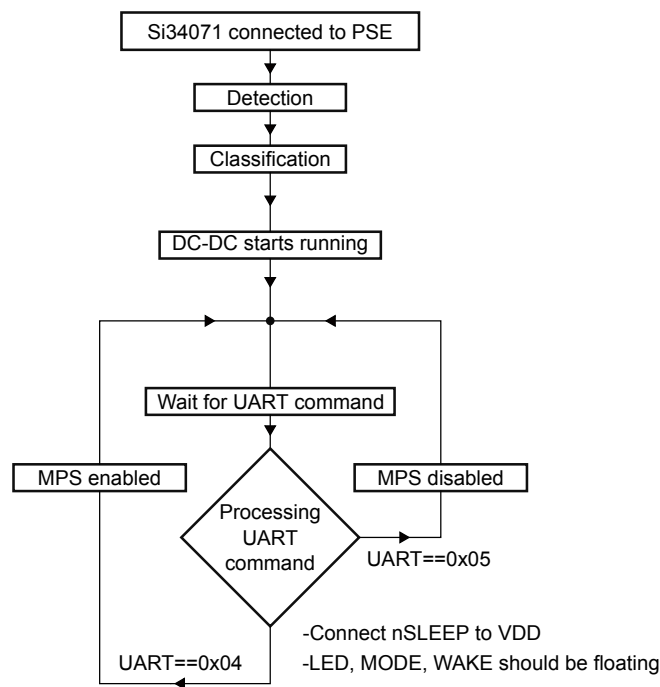 Si34071 connected to PSE
Detection
Classification
DC-DC starts running
Wait for UART command
MPS enabled
MPS disabled
Processing
UART
command
UART==0x05
-Connect nSLEEP to VDD
UART==0x04
-LED, MODE, WAKE should be floating